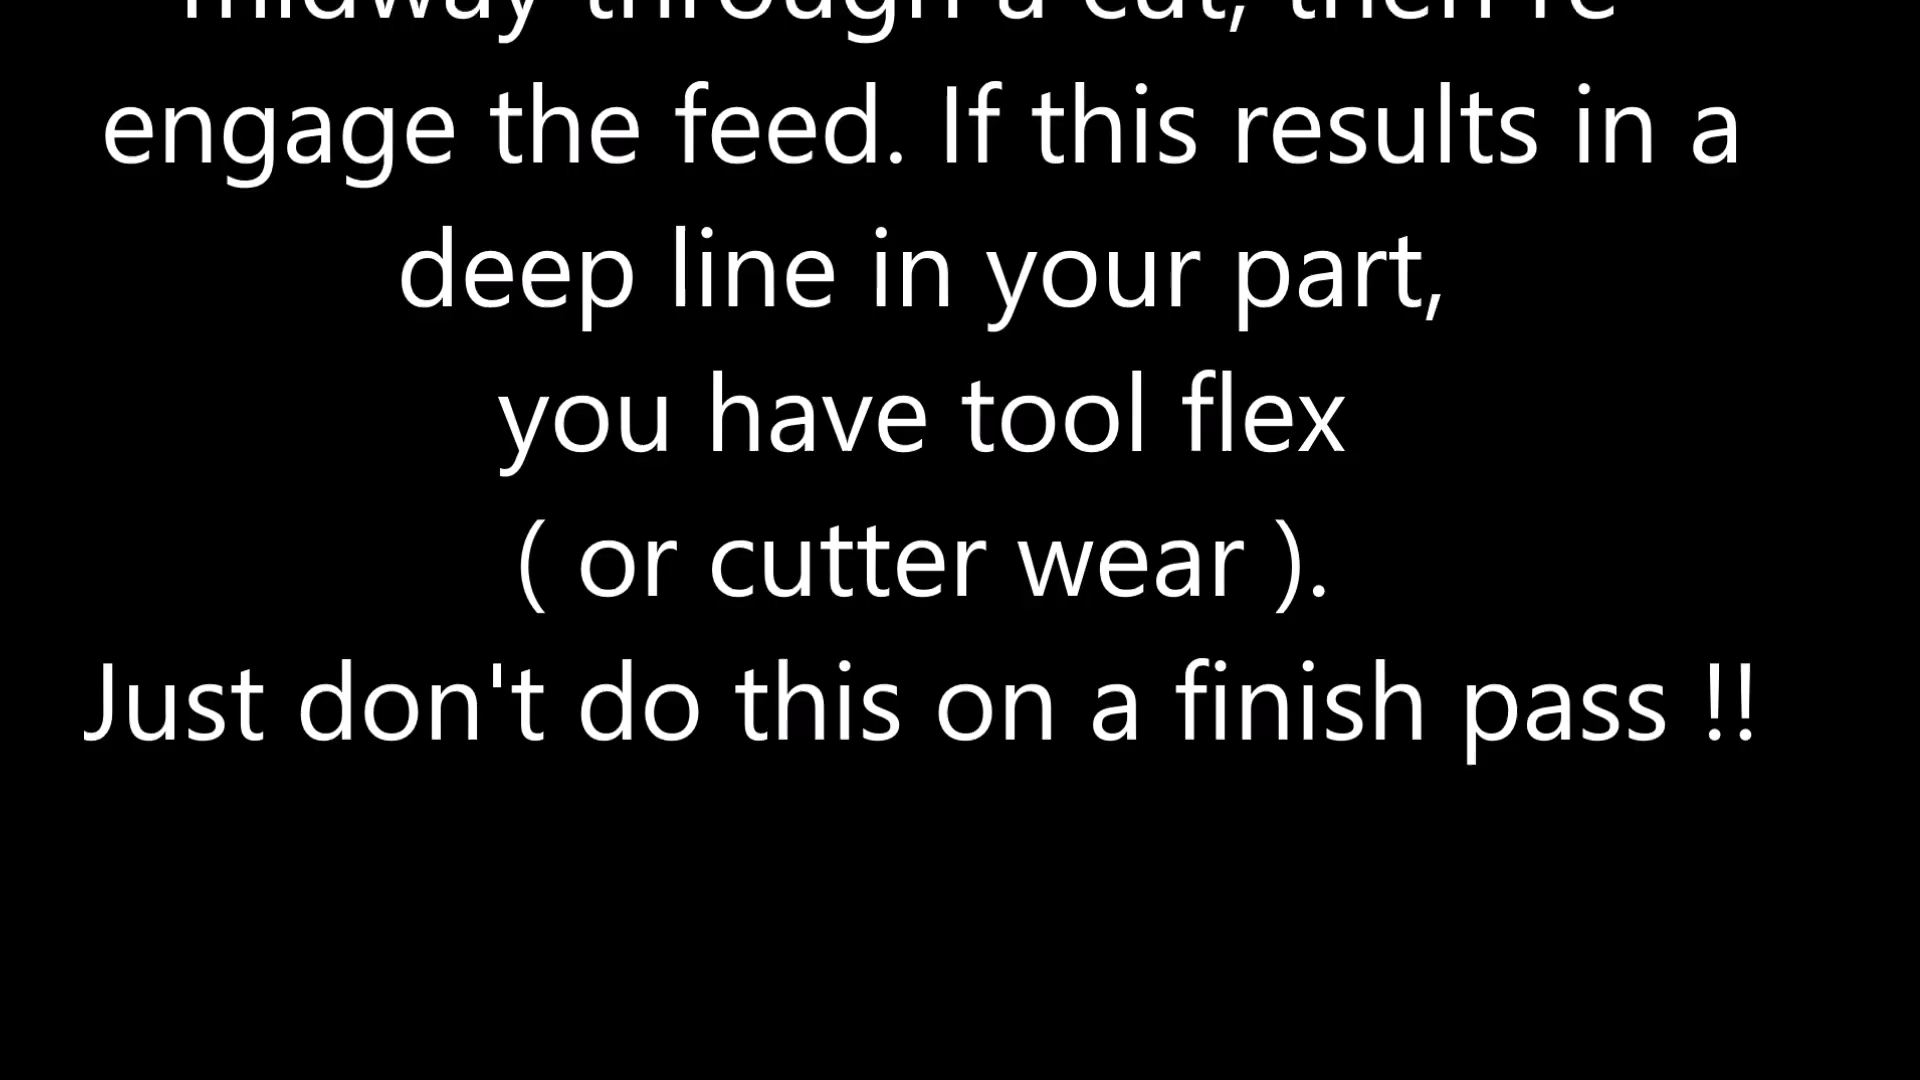 midway through a cut, then re
engage the feed. If this results in a
deep line in your part,
you have tool flex
( or cutter wear ).
Just don't do this on a finish pass !!